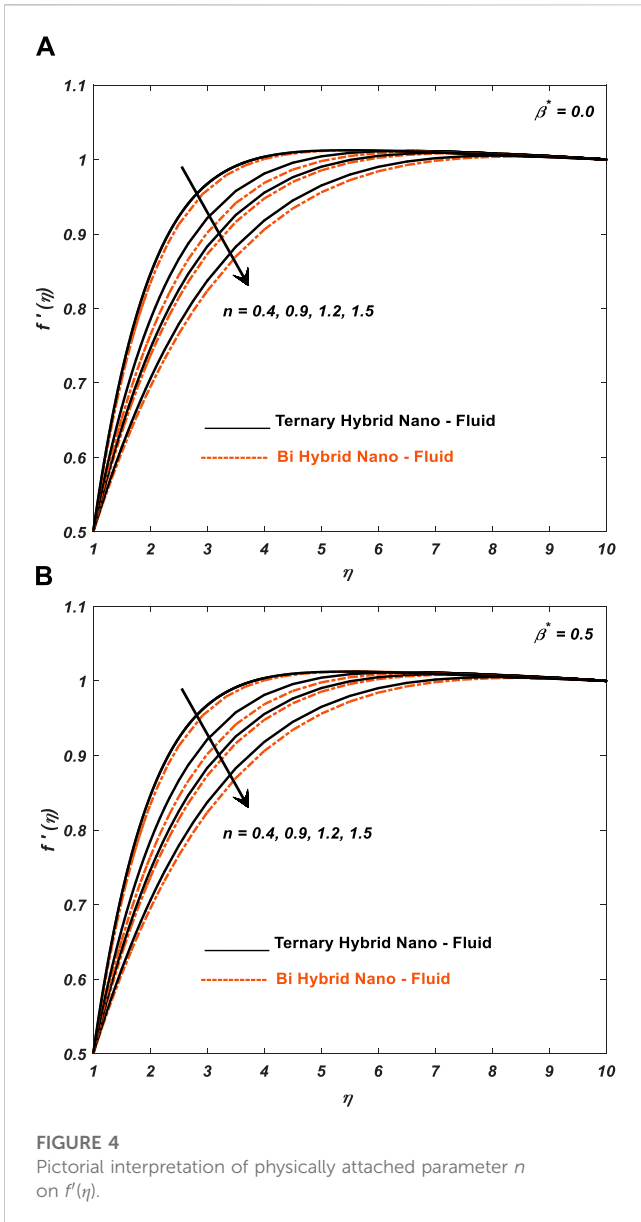 A
1.1
β* = 0.0
1
0.9
f ' (η)
0.8
n = 0.4, 0.9, 1.2, 1.5
0.7
Ternary Hybrid Nano - Fluid
0.6
Bi Hybrid Nano - Fluid
0.5
1 2 3 4 5 6 7 8 9 10
η
B
1.1
β* = 0.5
1
0.9
f ' (η)
0.8
n = 0.4, 0.9, 1.2, 1.5
0.7
Ternary Hybrid Nano - Fluid
0.6
Bi Hybrid Nano - Fluid
0.5
1 2 3 4 5 6 7 8 9 10
η
FIGURE 4
Pictorial interpretation of physically attached parameter n
on f′(η).